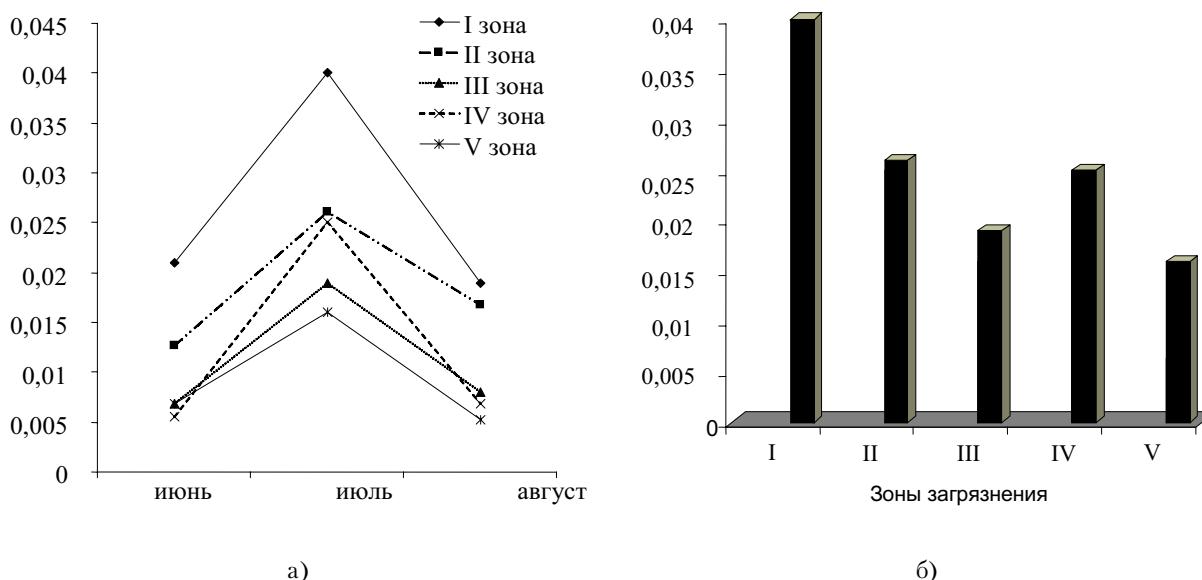 0,045
0,04
0,035
0,03
0,025
0,02
0,015
0,01
0,005
0
июнь июль август
I зона
II зона
III зона
IV зона
V зона
а)
0,04
0,035
0,03
0,025
0,02
0,015
0,01
0,005
0
I II III IV V
Зоны загрязнения
б)